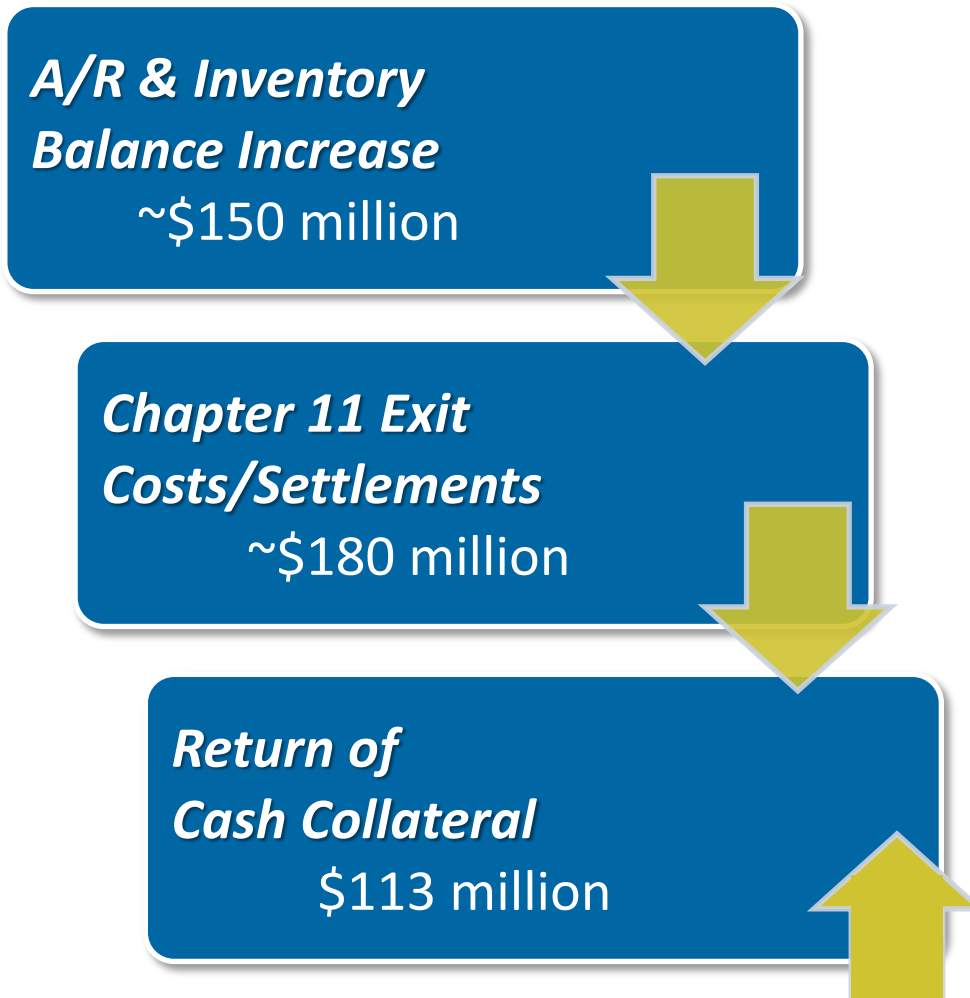 A/R & Inventory
Balance Increase
~$150 million
Chapter 11 Exit
Costs/Settlements
~$180 million
Return of
Cash Collateral
$113 million